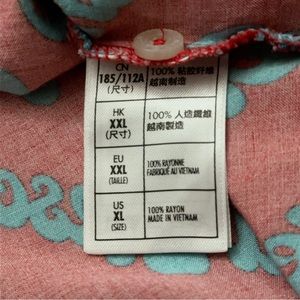 CN
185/112A
(尺寸)
100% 粘胶纤维
越南制造
HK
XXL
(尺寸)
100% 人造纖維
越南製造
EU
XXL
(TAILLE)
100% RAYONNE
FABRIQUÉ AU VIETNAM
US
XL
(SIZE)
100% RAYON
MADE IN VIETNAM